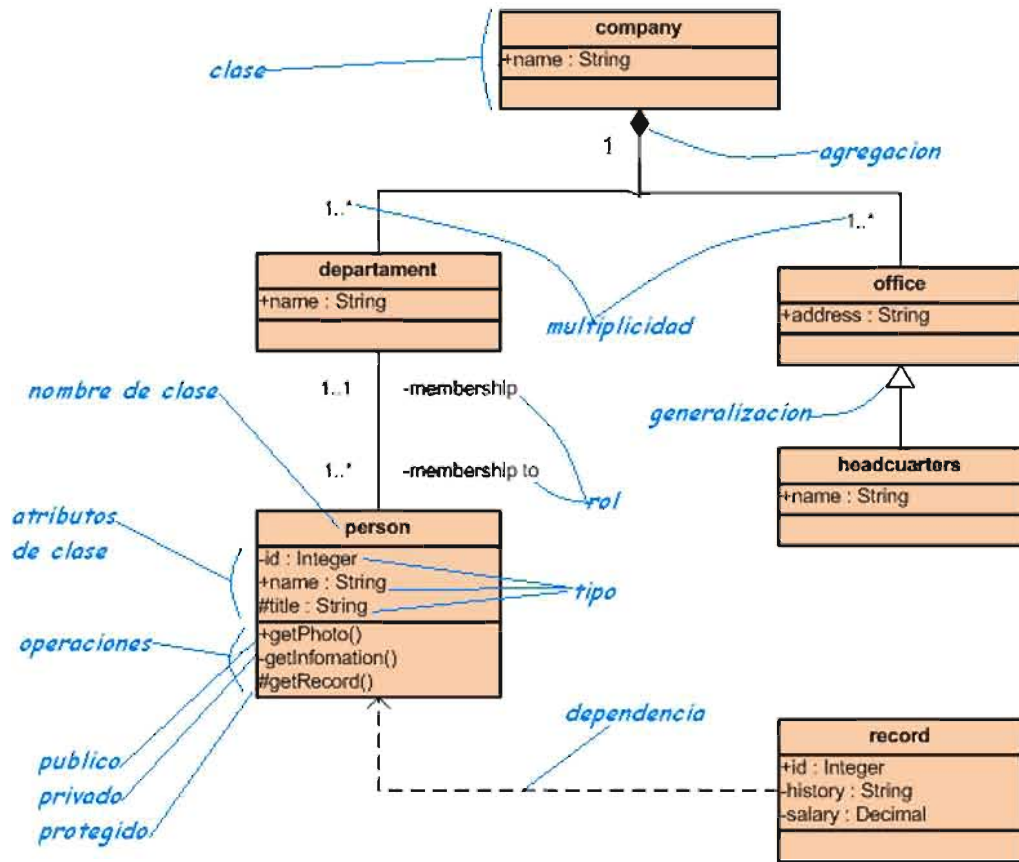 company
+name : String
clase
1
agregacion
1..*
1..*
departament
+name : String
office
+address : String
multiplicidad
nombre de clase
1..1
-membership
generalizacion
1..*
-membership to
headcuarters
+name : String
rol
atributos
de clase
person
-id : Integer
+name : String
#title : String
tipo
operaciones
+getPhoto()
-getInfomation()
#getRecord()
dependencia
publico
privado
protegido
record
+id : Integer
-history : String
-salary : Decimal